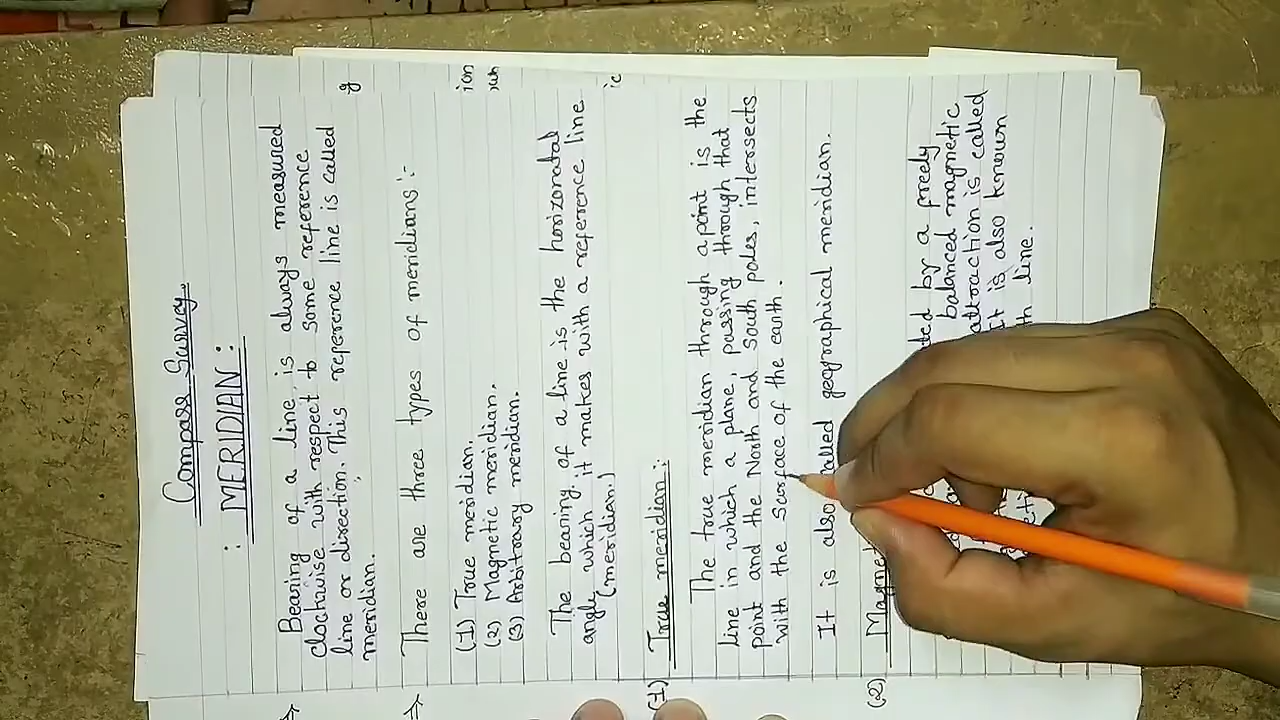 Compass Survey.
: MERIDIAN :
Bearing of a line, is always measured
clockwise with respect to some reference
line or direction. This reference line is called
meridian.
There are three types of meridians :-
(1) True meridian.
(2) Magnetic meridian.
(3) Arbitrary meridian.
The bearing of a line is the horizontal
angle which it makes with a reference line
(meridian.)
(1) True meridian :-
The true meridian through a point is the
line in which a plane, passing through that
point and the North and South poles, intersects
with the surface of the earth.
It is also called geographical meridian.
(2) Magnet
ted by a freely
balanced magnetic
attraction is called
It is also known
line.
g
ion
ic